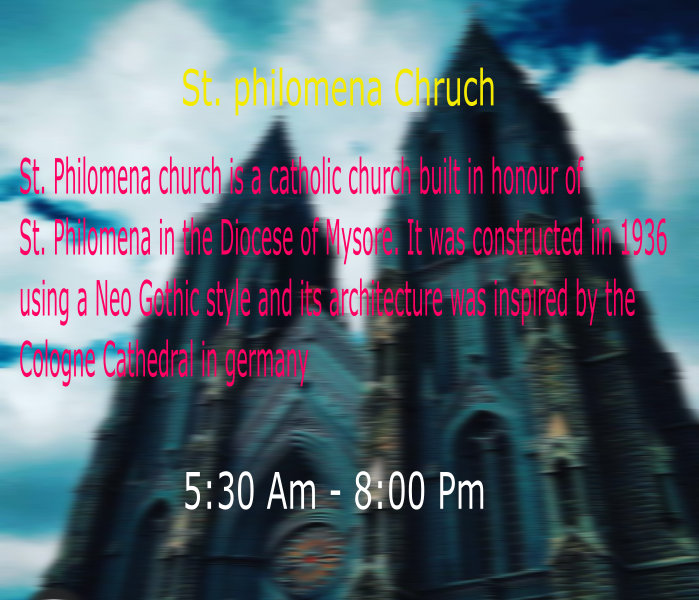 St. philomena Chruch
St. Philomena church is a catholic church built in honour of
St. Philomena in the Diocese of Mysore. It was constructed iin 1936
using a Neo Gothic style and its architecture was inspired by the
Cologne Cathedral in germany
5:30 Am - 8:00 Pm